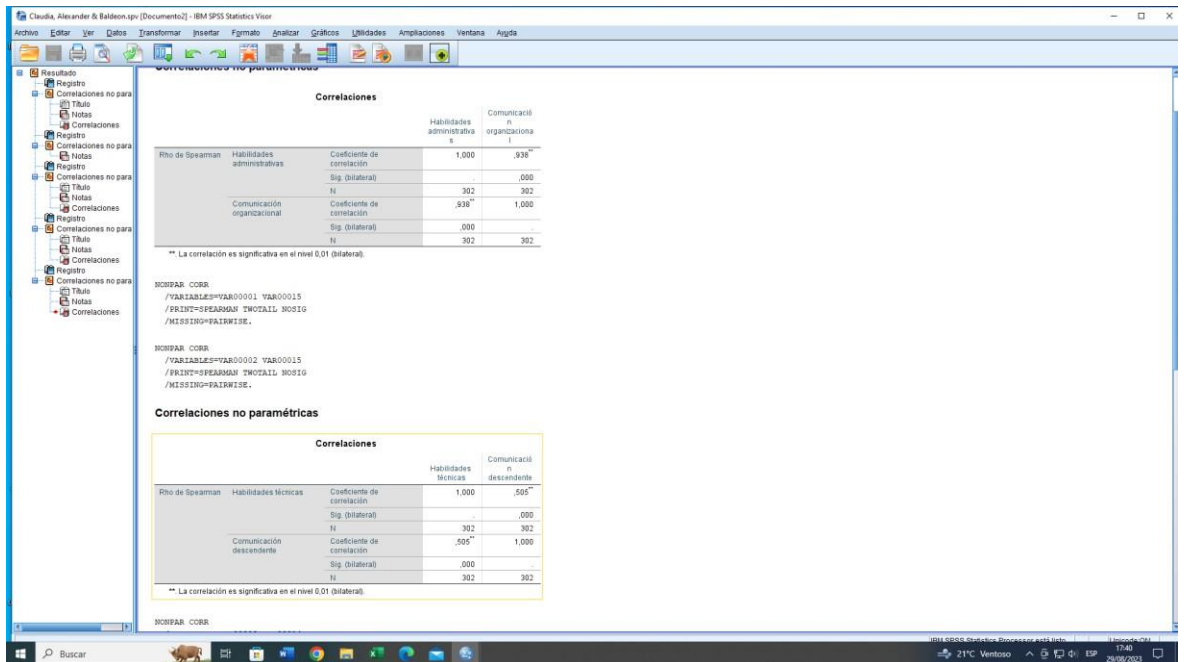 Claudia, Alexander & Baldeon.spv [Documento2] - IBM SPSS Statistics Visor
Archivo Editar Ver Datos Transformar Insertar Formato Analizar Gráficos Utilidades Ampliaciones Ventana Ayuda
Resultado
Registro
Correlaciones no para
Título
Notas
Correlaciones
Registro
Correlaciones no para
Notas
Registro
Correlaciones no para
Título
Notas
Correlaciones
Registro
Correlaciones no para
Título
Notas
Correlaciones
Registro
Correlaciones no para
Título
Notas
Correlaciones
Correlaciones no paramétricas
Correlaciones
Habilidades administrativa s Comunicació n organizaciona l
Rho de Spearman Habilidades administrativas Coeficiente de correlación 1,000 ,938**
Sig. (bilateral) . ,000
N 302 302
Comunicación organizacional Coeficiente de correlación ,938** 1,000
Sig. (bilateral) ,000 .
N 302 302
**. La correlación es significativa en el nivel 0,01 (bilateral).
NONPAR CORR
/VARIABLES=VAR00001 VAR00015
/PRINT=SPEARMAN TWOTAIL NOSIG
/MISSING=PAIRWISE.
NONPAR CORR
/VARIABLES=VAR00002 VAR00015
/PRINT=SPEARMAN TWOTAIL NOSIG
/MISSING=PAIRWISE.
Correlaciones no paramétricas
Correlaciones
Habilidades técnicas Comunicació n descendente
Rho de Spearman Habilidades técnicas Coeficiente de correlación 1,000 ,505**
Sig. (bilateral) . ,000
N 302 302
Comunicación descendente Coeficiente de correlación ,505** 1,000
Sig. (bilateral) ,000 .
N 302 302
**. La correlación es significativa en el nivel 0,01 (bilateral).
NONPAR CORR
IBM SPSS Statistics Processor está listo Unicode:ON
Buscar
21°C Ventoso ESP 17:40
29/08/2023